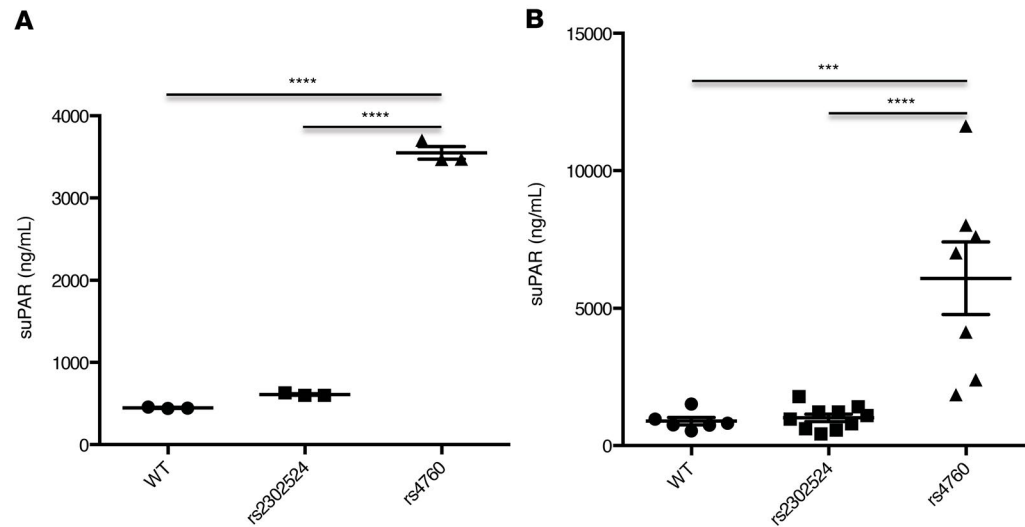 A
B
****
****
4000
3000
2000
1000
0
suPAR (ng/mL)
WT
rs2302524
rs4760
***
****
15000
10000
5000
0
suPAR (ng/mL)
WT
rs2302524
rs4760